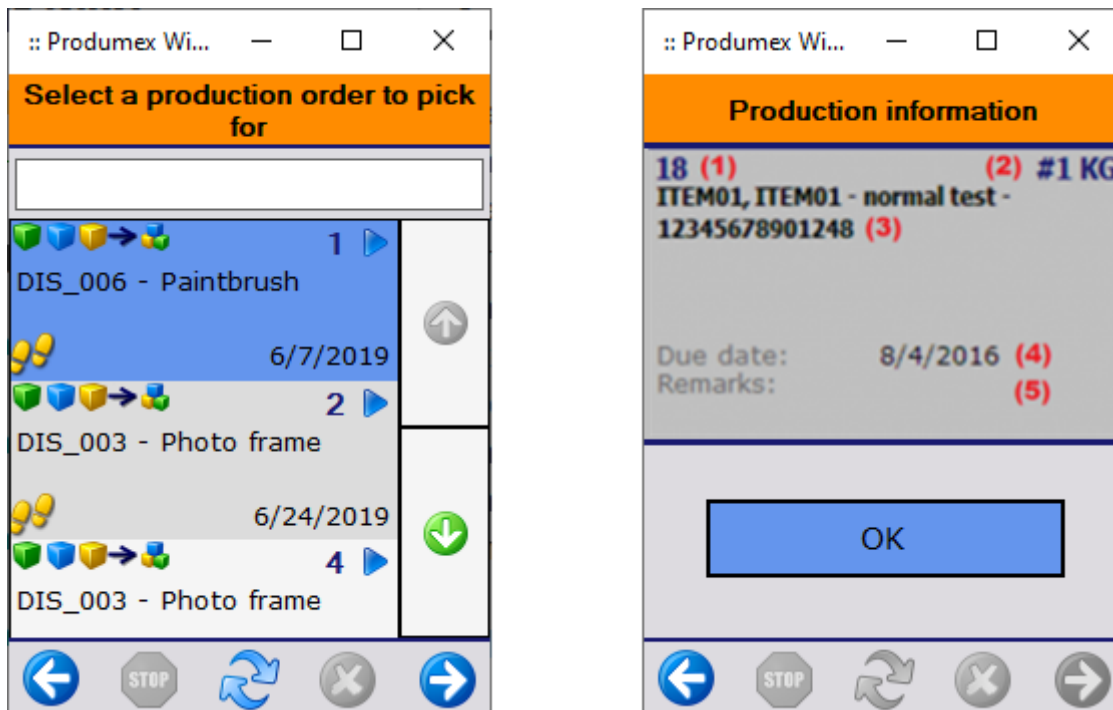 :: Produmex Wi...
Select a production order to pick
for
1
DIS_006 - Paintbrush
6/7/2019
2
DIS_003 - Photo frame
6/24/2019
4
DIS_003 - Photo frame
STOP
:: Produmex Wi...
Production information
18 (1) (2) #1 KG
ITEM01, ITEM01 - normal test -
12345678901248 (3)
Due date: 8/4/2016 (4)
Remarks: (5)
OK
STOP